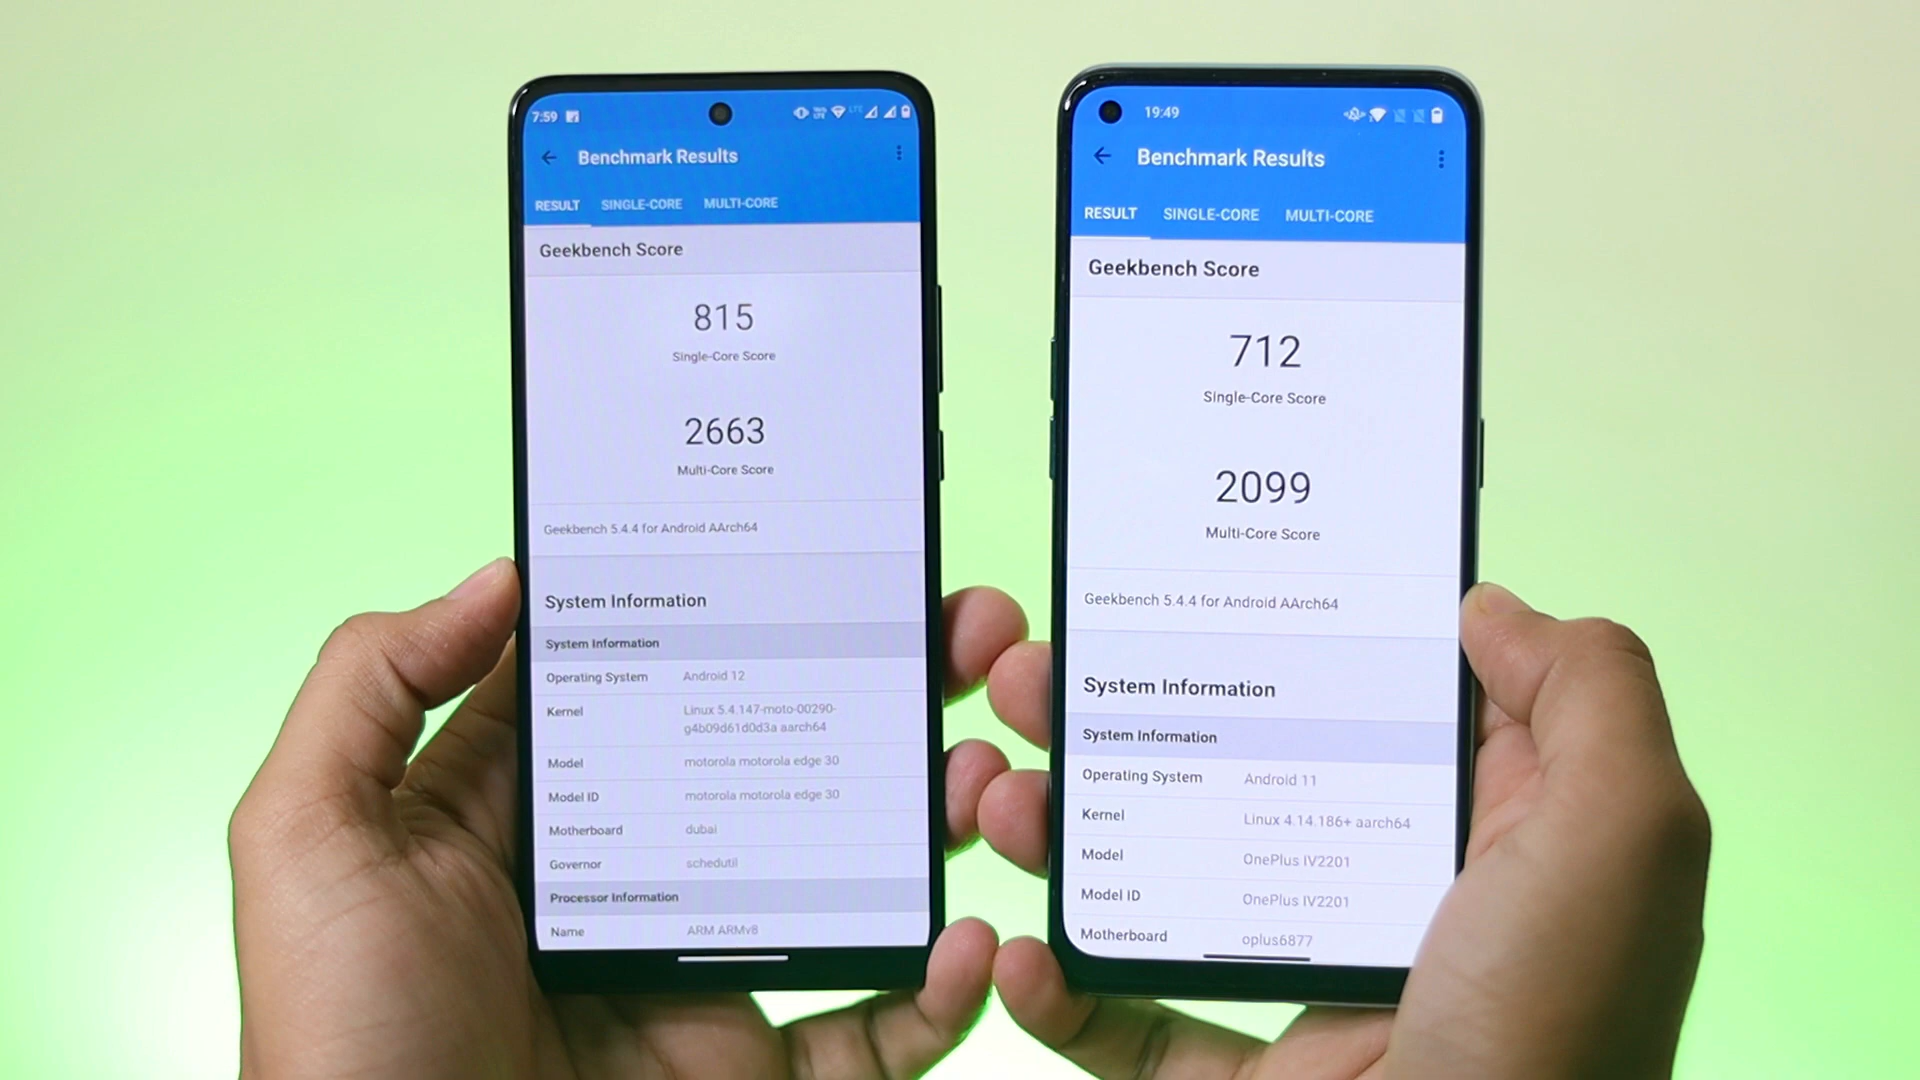 7:59
Benchmark Results
RESULT SINGLE-CORE MULTI-CORE
Geekbench Score
815
Single-Core Score
2663
Multi-Core Score
Geekbench 5.4.4 for Android AArch64
System Information
System Information
Operating System Android 12
Kernel Linux 5.4.147-moto-00290-
g4b09d61d0d3a aarch64
Model motorola motorola edge 30
Model ID motorola motorola edge 30
Motherboard dubai
Governor schedutil
Processor Information
Name ARM ARMv8
19:49
Benchmark Results
RESULT SINGLE-CORE MULTI-CORE
Geekbench Score
712
Single-Core Score
2099
Multi-Core Score
Geekbench 5.4.4 for Android AArch64
System Information
System Information
Operating System Android 11
Kernel Linux 4.14.186+ aarch64
Model OnePlus IV2201
Model ID OnePlus IV2201
Motherboard oplus6877